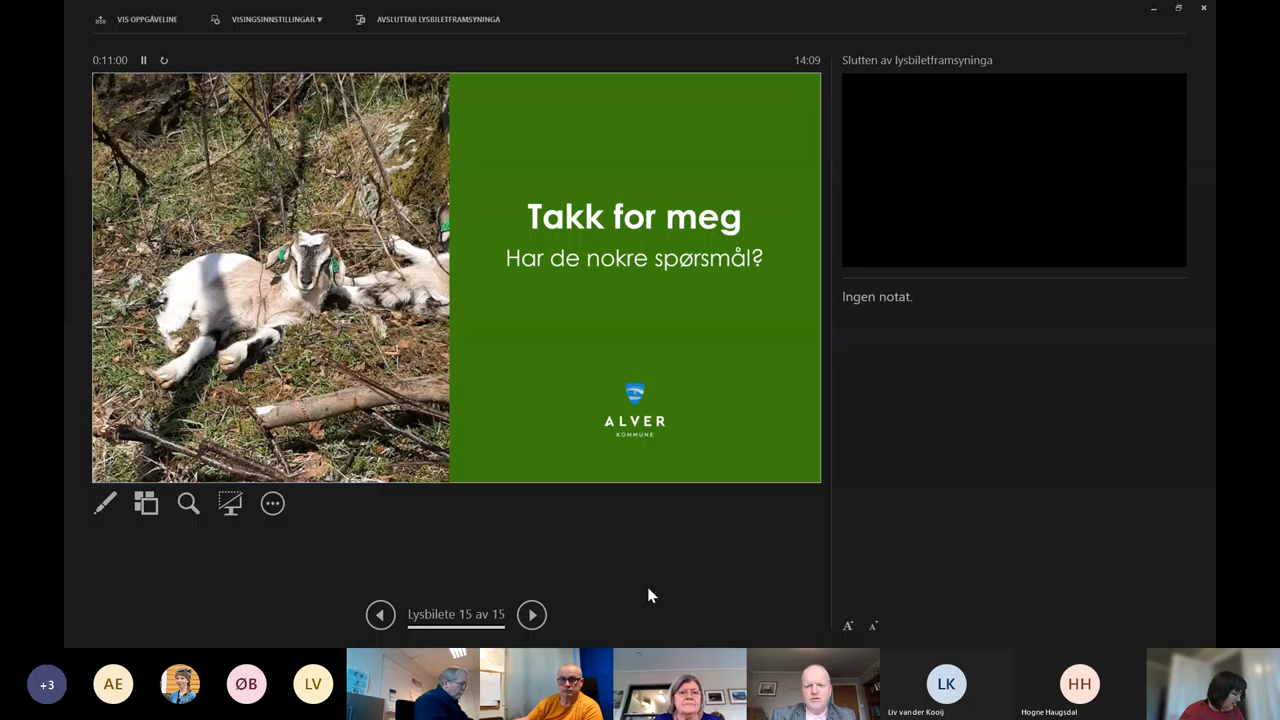 VIS OPPGÅVELINE
VISINGSINNSTILLINGAR ▼
AVSLUTTAR LYSBILETFRAMSYNINGA
0:11:00
14:09
Slutten av lysbiletframsyninga
Takk for meg
Har de nokre spørsmål?
ALVER
KOMMUNE
Ingen notat.
Lysbilete 15 av 15
+3
AE
ØB
LV
LK
Liv van der Kooij
HH
Hogne Haugsdal